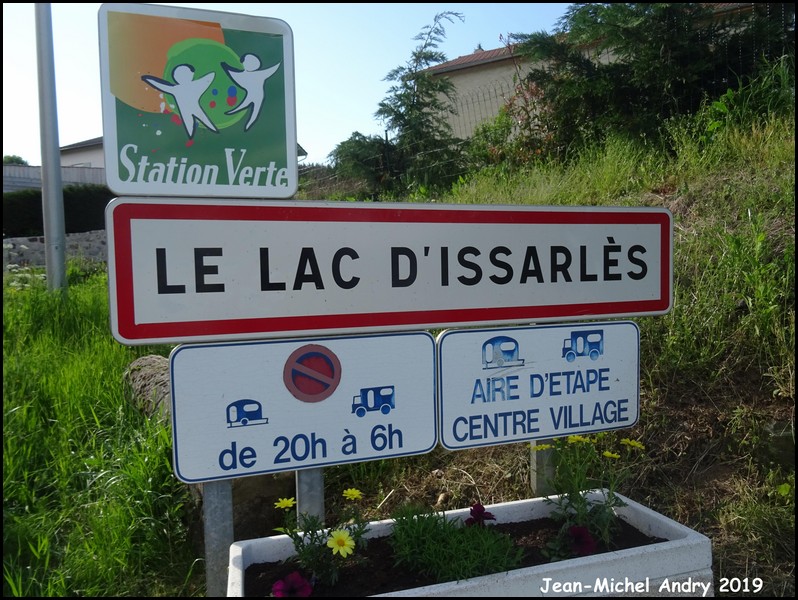 Station Verte
LE LAC D'ISSARLÈS
de 20h à 6h
AIRE D'ETAPE
CENTRE VILLAGE
Jean-Michel Andry 2019